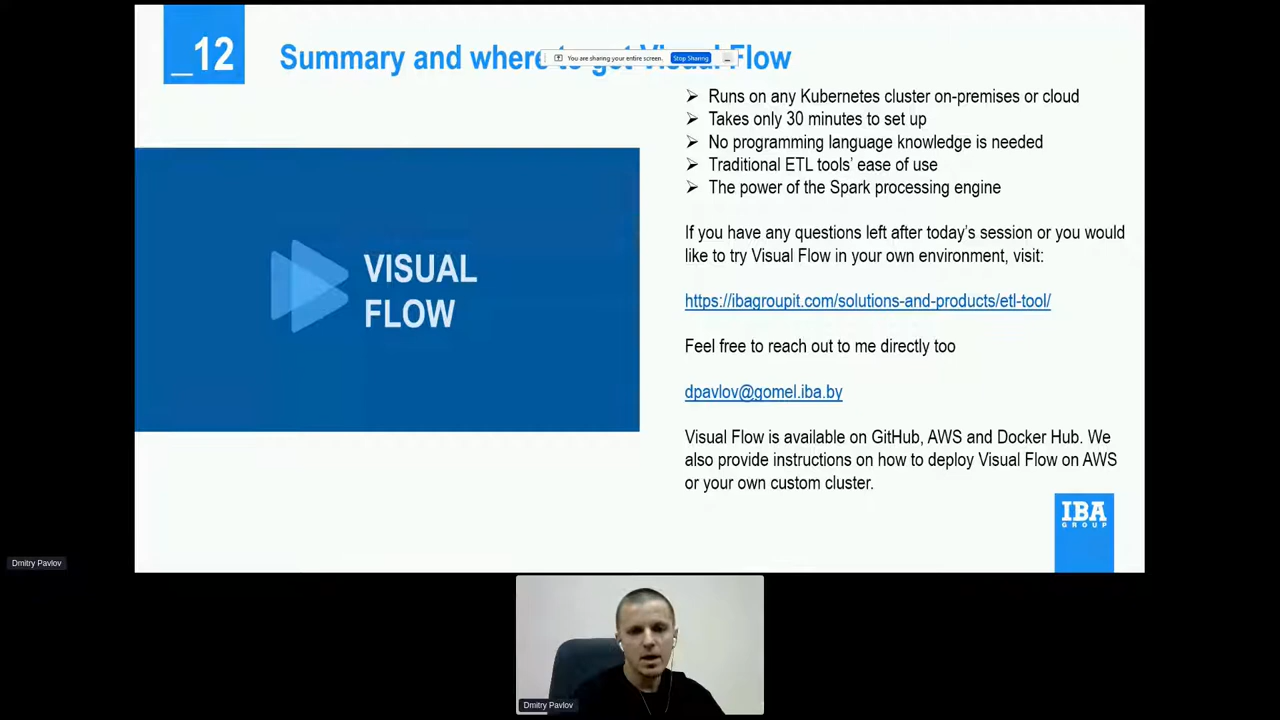 _12
Summary and where to get Visual Flow
You are sharing your entire screen. Stop Sharing
➢ Runs on any Kubernetes cluster on-premises or cloud
➢ Takes only 30 minutes to set up
➢ No programming language knowledge is needed
➢ Traditional ETL tools' ease of use
➢ The power of the Spark processing engine
VISUAL
FLOW
If you have any questions left after today's session or you would
like to try Visual Flow in your own environment, visit:
https://ibagroupit.com/solutions-and-products/etl-tool/
Feel free to reach out to me directly too
dpavlov@gomel.iba.by
Visual Flow is available on GitHub, AWS and Docker Hub. We
also provide instructions on how to deploy Visual Flow on AWS
or your own custom cluster.
IBA
GROUP
Dmitry Pavlov
Dmitry Pavlov